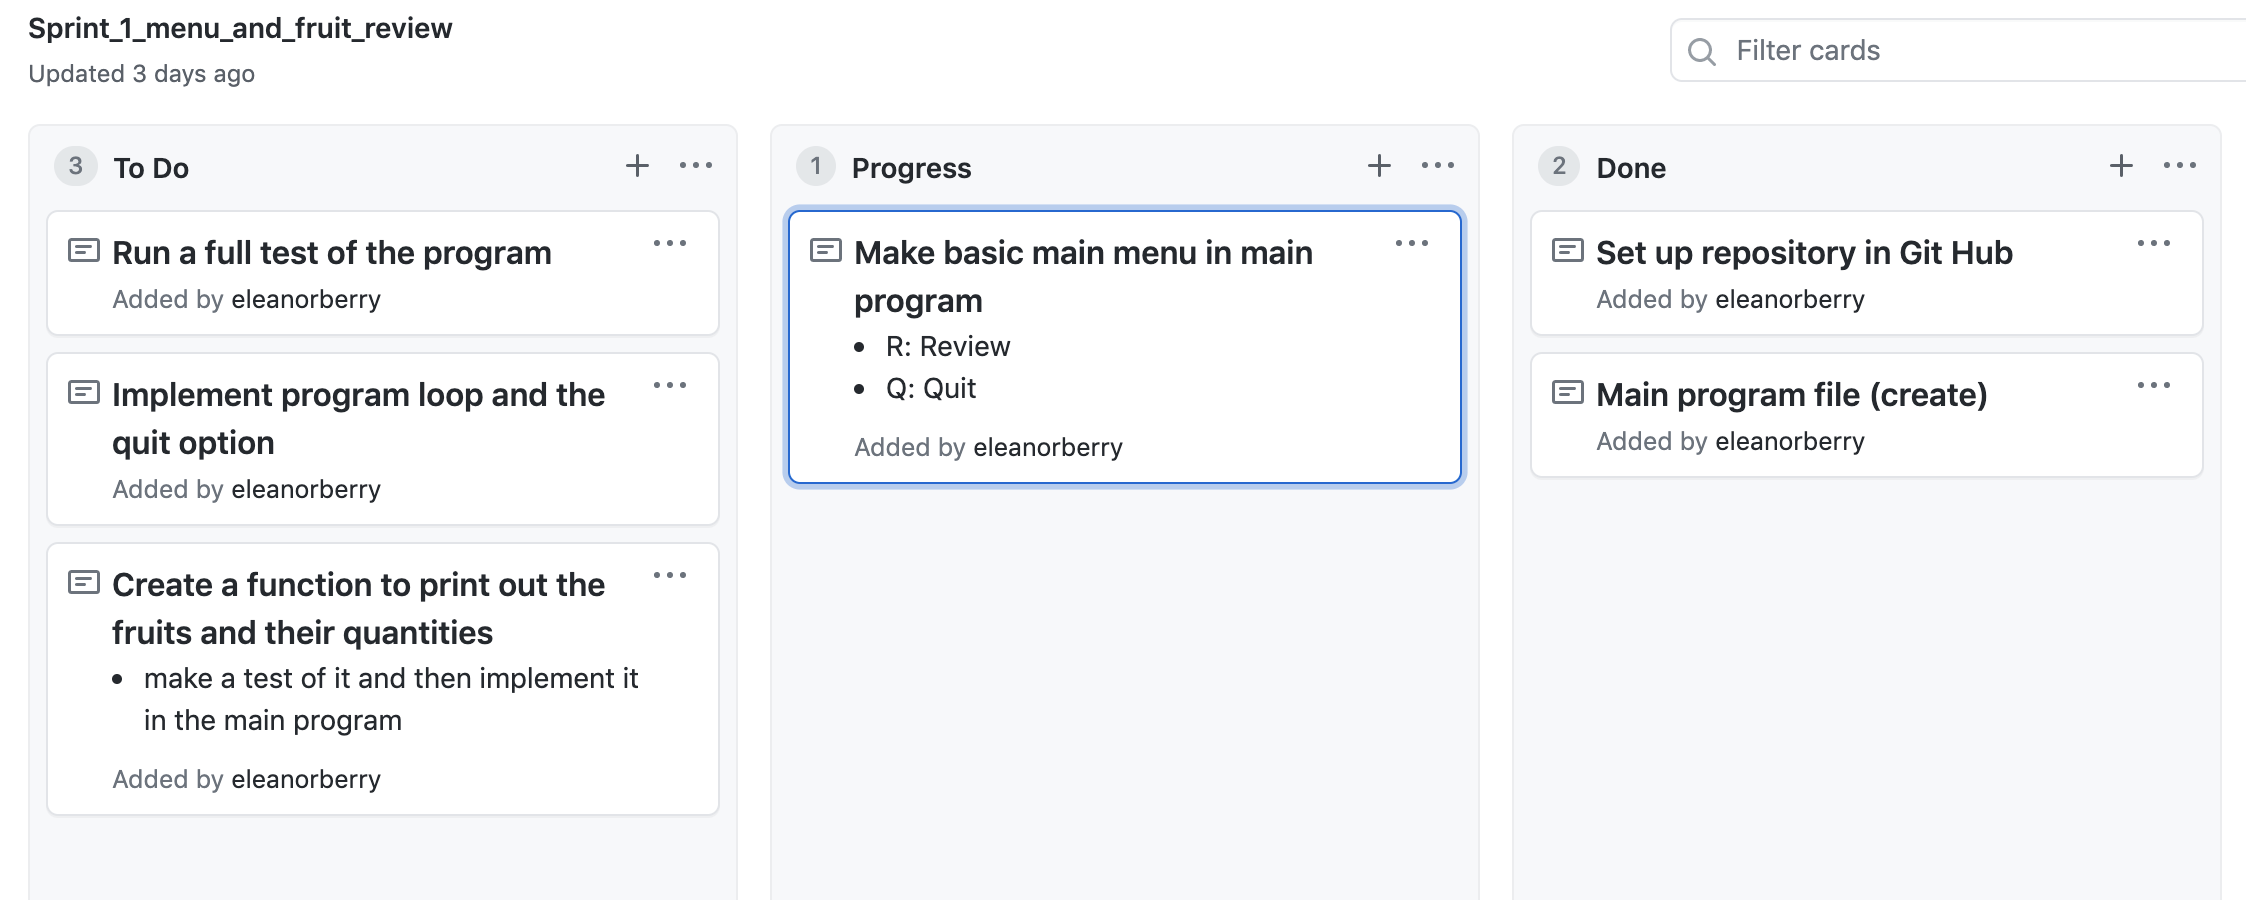 Sprint_1_menu_and_fruit_review
Updated 3 days ago
Filter cards
3 To Do
Run a full test of the program
Added by eleanorberry
Implement program loop and the
quit option
Added by eleanorberry
Create a function to print out the
fruits and their quantities
• make a test of it and then implement it
in the main program
Added by eleanorberry
1 Progress
Make basic main menu in main
program
• R: Review
• Q: Quit
Added by eleanorberry
2 Done
Set up repository in Git Hub
Added by eleanorberry
Main program file (create)
Added by eleanorberry